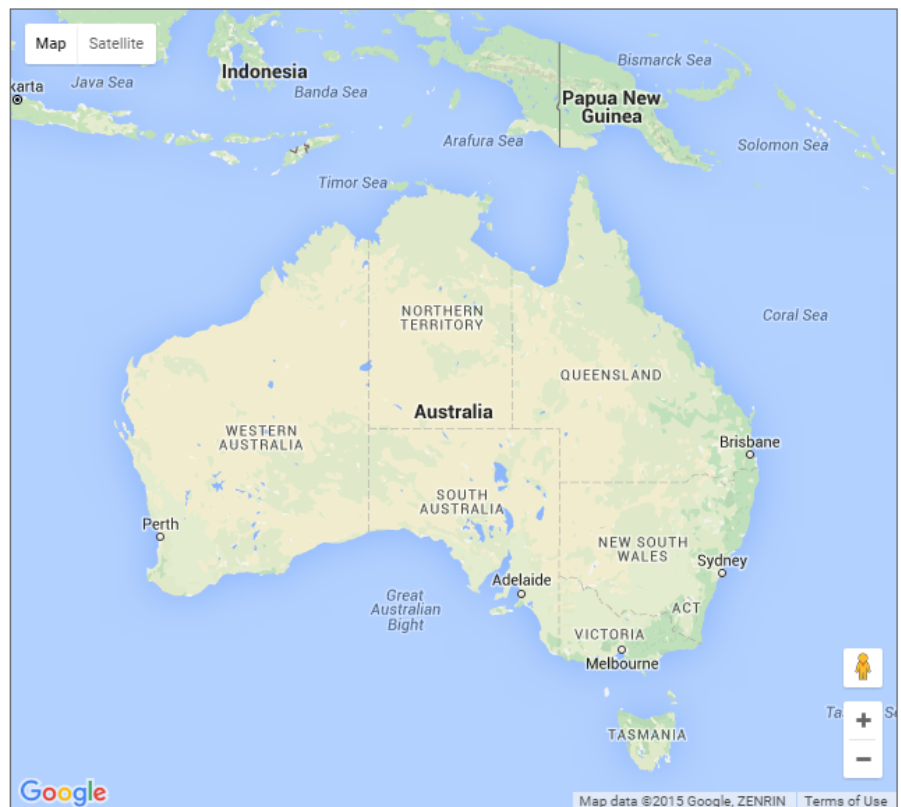 Map Satellite
Bismarck Sea
Indonesia
Java Sea
karta
Banda Sea
Papua New
Guinea
Arafura Sea
Solomon Sea
Timor Sea
NORTHERN
TERRITORY
Coral Sea
QUEENSLAND
Australia
WESTERN
AUSTRALIA
Brisbane
SOUTH
AUSTRALIA
Perth
NEW SOUTH
WALES
Sydney
Adelaide
Great
Australian
Bight
ACT
VICTORIA
Melbourne
Ta Se
TASMANIA
Google
Map data ©2015 Google, ZENRIN Terms of Use